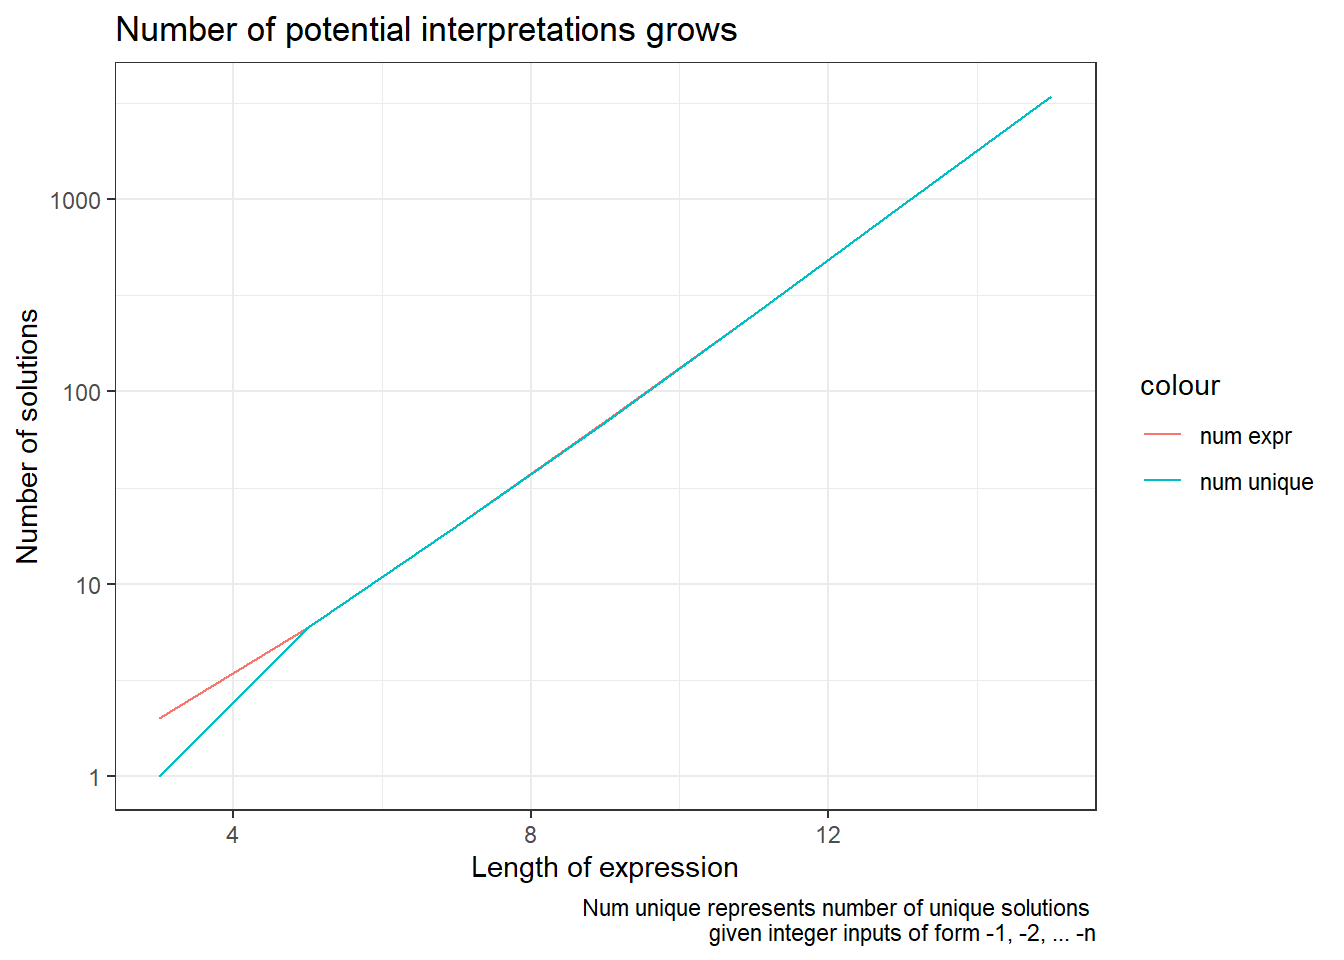 Number of potential interpretations grows
1000
100
10
1
Number of solutions
4 8 12
Length of expression
colour
num expr
num unique
Num unique represents number of unique solutions
given integer inputs of form -1, -2, ... -n